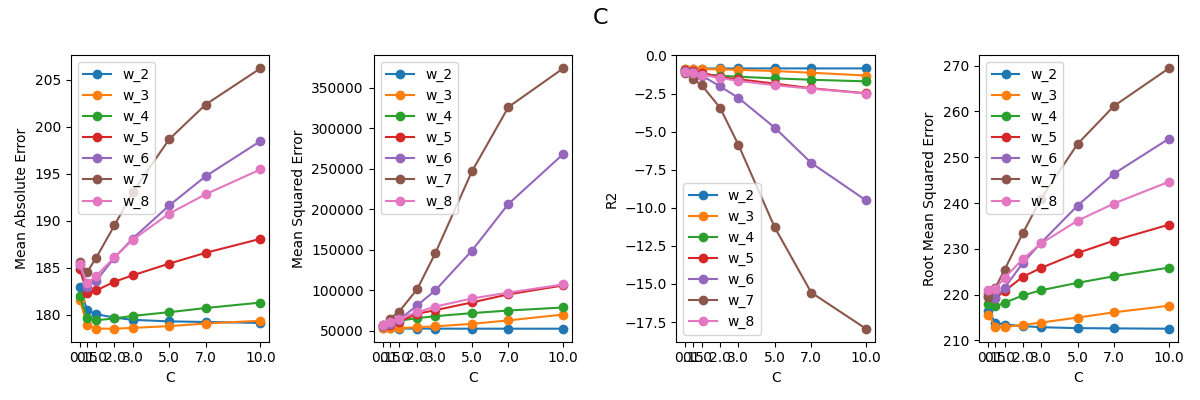 C
Mean Absolute Error
205
200
195
190
185
180
w_2
w_3
w_4
w_5
w_6
w_7
w_8
2.0
3.0
5.0
7.0
10.0
C
Mean Squared Error
350000
300000
250000
200000
150000
100000
50000
w_2
w_3
w_4
w_5
w_6
w_7
w_8
2.0
3.0
5.0
7.0
10.0
C
R2
0.0
−2.5
−5.0
−7.5
−10.0
−12.5
−15.0
−17.5
w_2
w_3
w_4
w_5
w_6
w_7
w_8
2.0
3.0
5.0
7.0
10.0
C
Root Mean Squared Error
270
260
250
240
230
220
210
w_2
w_3
w_4
w_5
w_6
w_7
w_8
2.0
3.0
5.0
7.0
10.0
C